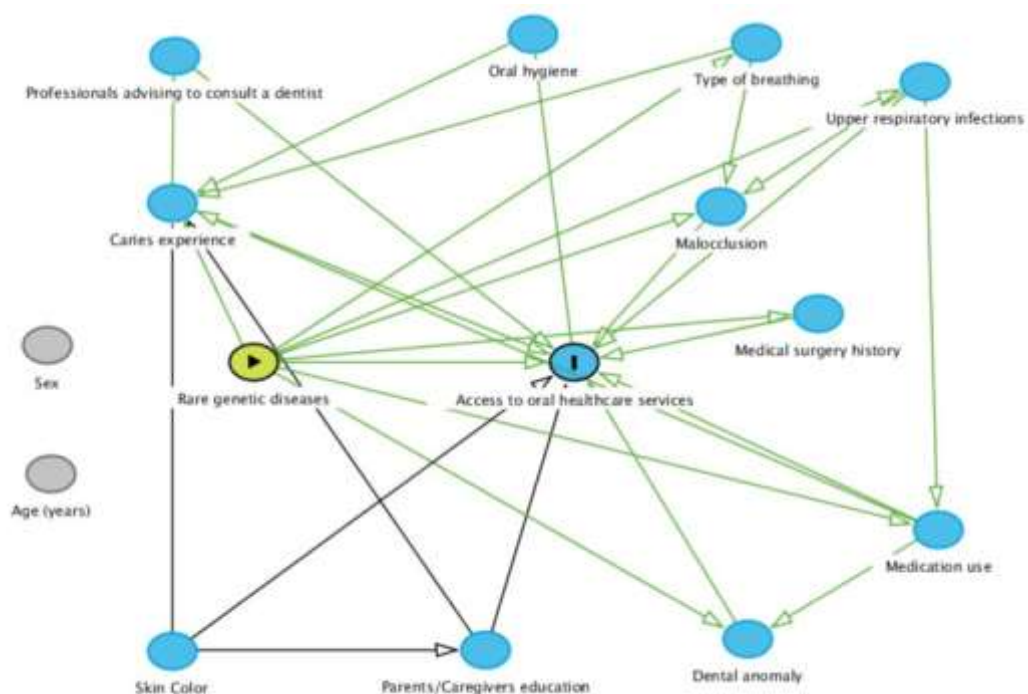 Professionals advising to consult a dentist
Oral hygiene
Type of breathing
Upper respiratory infections
Caries experience
Malocclusion
Sex
Rare genetic diseases
Access to oral healthcare services
Medical surgery history
Age (years)
Medication use
Skin Color
Parents/Caregivers education
Dental anomaly